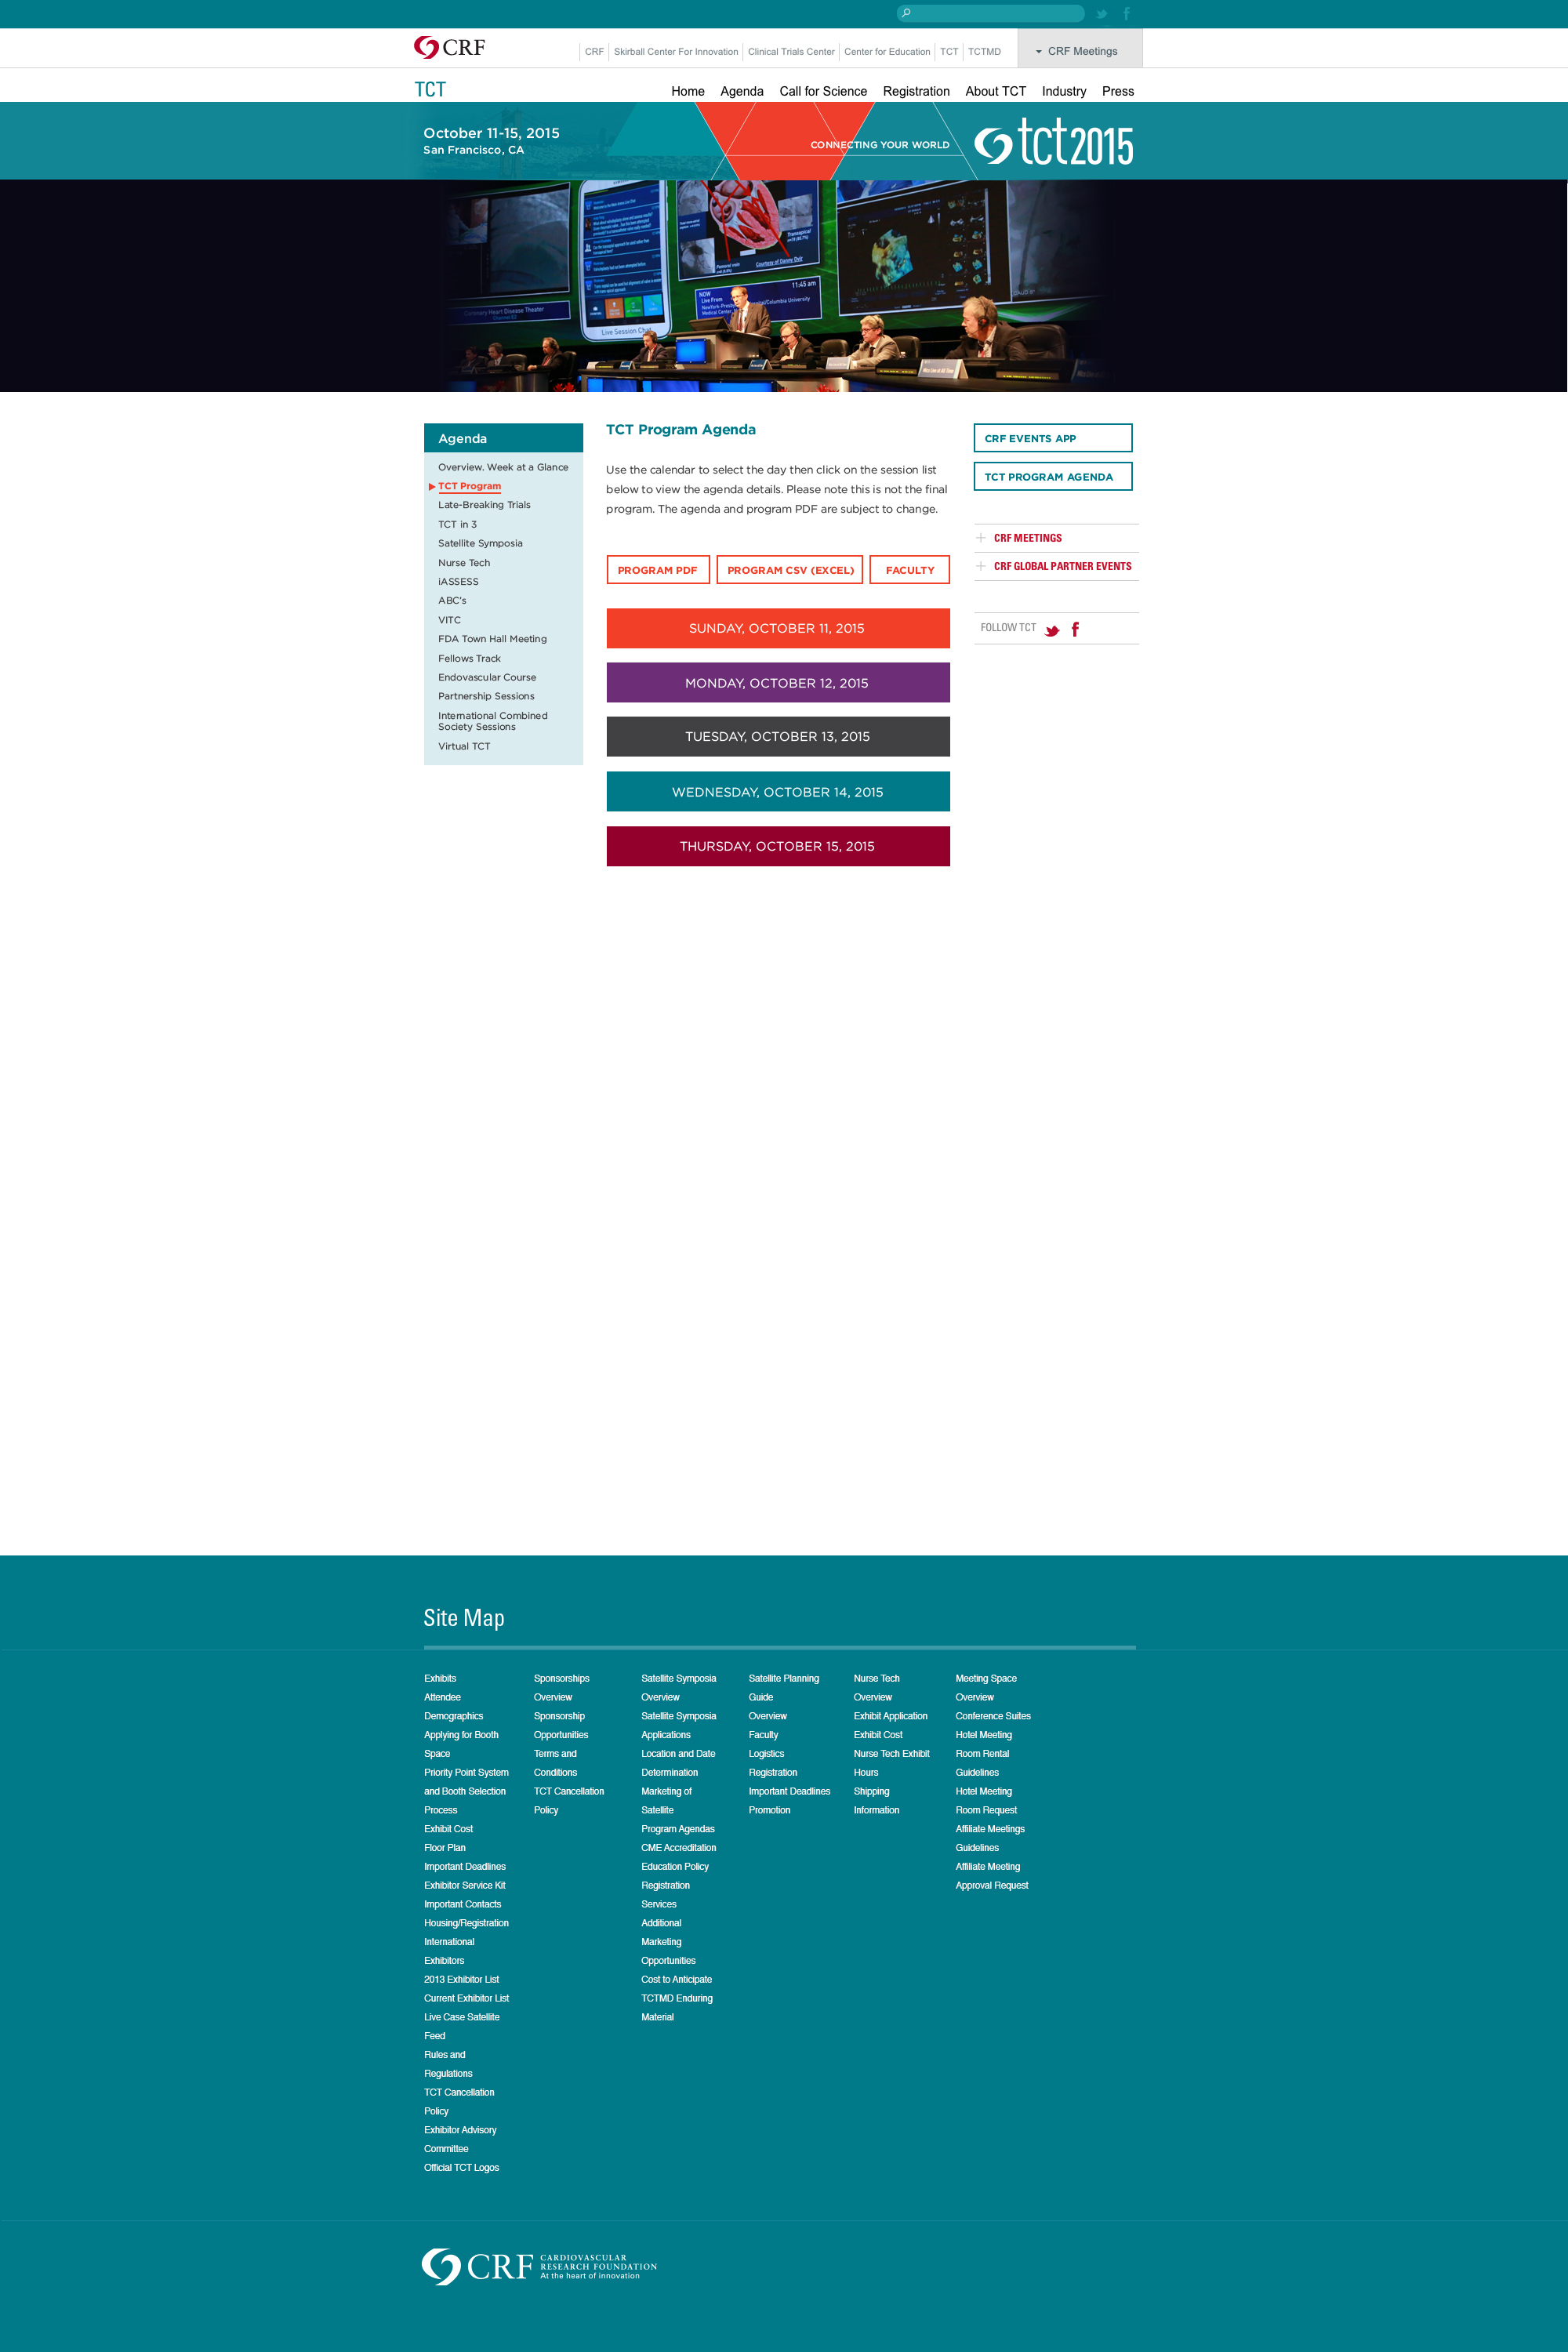 CRF
CRF
Skirball Center For Innovation
Clinical Trials Center
Center for Education
TCT
TCTMD
CRF Meetings
TCT
Home
Agenda
Call for Science
Registration
About TCT
Industry
Press
October 11-15, 2015
San Francisco, CA
CONNECTING YOUR WORLD
tct2015
11:45 am
NOW
Live From
Live Session Chat
Coronary Heart Disease Theater
Agenda
Overview. Week at a Glance
TCT Program
Late-Breaking Trials
TCT in 3
Satellite Symposia
Nurse Tech
iASSESS
ABC's
VITC
FDA Town Hall Meeting
Fellows Track
Endovascular Course
Partnership Sessions
International Combined
Society Sessions
Virtual TCT
TCT Program Agenda
Use the calendar to select the day then click on the session list
below to view the agenda details. Please note this is not the final
program. The agenda and program PDF are subject to change.
PROGRAM PDF
PROGRAM CSV (EXCEL)
FACULTY
SUNDAY, OCTOBER 11, 2015
MONDAY, OCTOBER 12, 2015
TUESDAY, OCTOBER 13, 2015
WEDNESDAY, OCTOBER 14, 2015
THURSDAY, OCTOBER 15, 2015
CRF EVENTS APP
TCT PROGRAM AGENDA
CRF MEETINGS
CRF GLOBAL PARTNER EVENTS
FOLLOW TCT
Site Map
Exhibits
Attendee
Demographics
Applying for Booth
Space
Priority Point System
and Booth Selection
Process
Exhibit Cost
Floor Plan
Important Deadlines
Exhibitor Service Kit
Important Contacts
Housing/Registration
International
Exhibitors
2013 Exhibitor List
Current Exhibitor List
Live Case Satellite
Feed
Rules and
Regulations
TCT Cancellation
Policy
Exhibitor Advisory
Committee
Official TCT Logos
Sponsorships
Overview
Sponsorship
Opportunities
Terms and
Conditions
TCT Cancellation
Policy
Satellite Symposia
Overview
Satellite Symposia
Applications
Location and Date
Determination
Marketing of
Satellite
Program Agendas
CME Accreditation
Education Policy
Registration
Services
Additional
Marketing
Opportunities
Cost to Anticipate
TCTMD Enduring
Material
Satellite Planning
Guide
Overview
Faculty
Logistics
Registration
Important Deadlines
Promotion
Nurse Tech
Overview
Exhibit Application
Exhibit Cost
Nurse Tech Exhibit
Hours
Shipping
Information
Meeting Space
Overview
Conference Suites
Hotel Meeting
Room Rental
Guidelines
Hotel Meeting
Room Request
Affiliate Meetings
Guidelines
Affiliate Meeting
Approval Request
CRF
CARDIOVASCULAR
RESEARCH FOUNDATION
At the heart of innovation